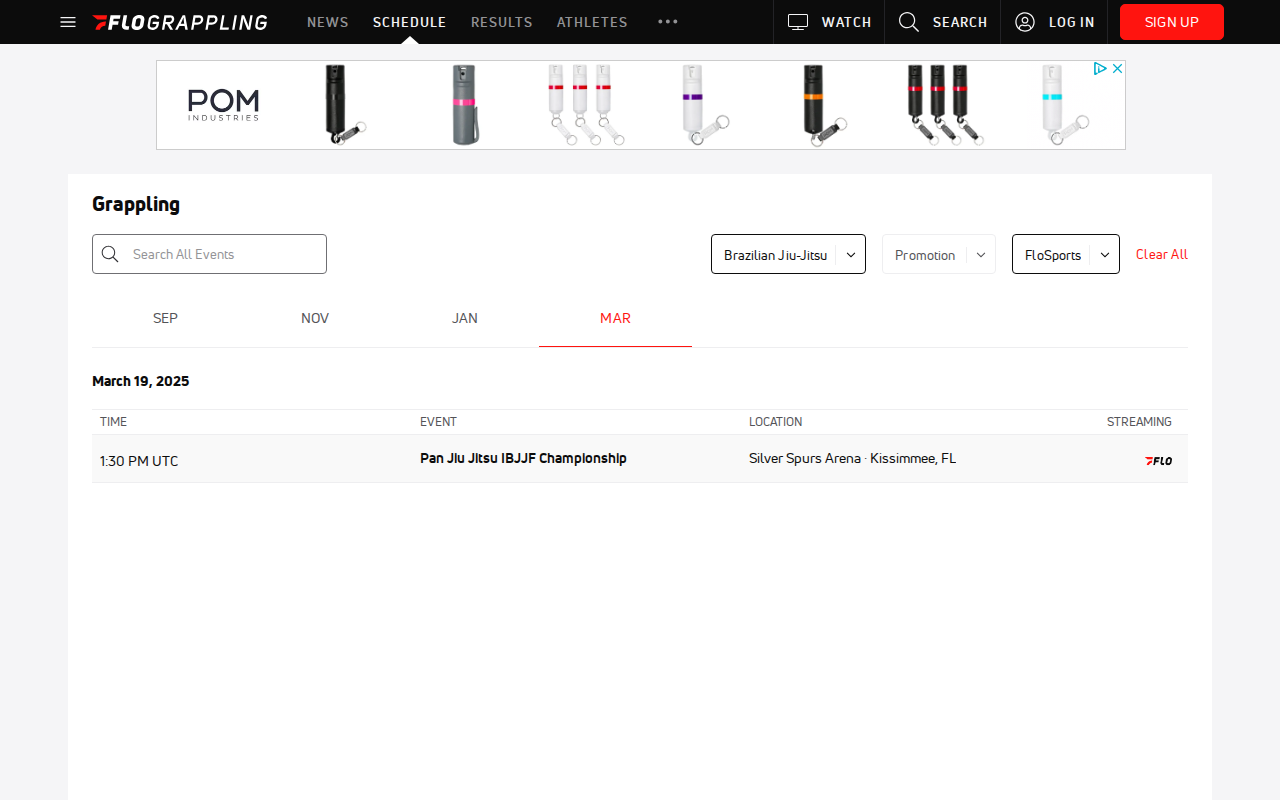 FLOGRAPPLING
NEWS
SCHEDULE
RESULTS
ATHLETES
WATCH
SEARCH
LOG IN
SIGN UP
POM
INDUSTRIES
Grappling
Search All Events
Brazilian Jiu-Jitsu
Promotion
FloSports
Clear All
SEP
NOV
JAN
MAR
March 19, 2025
TIME
EVENT
LOCATION
STREAMING
1:30 PM UTC
Pan Jiu Jitsu IBJJF Championship
Silver Spurs Arena · Kissimmee, FL
FLO